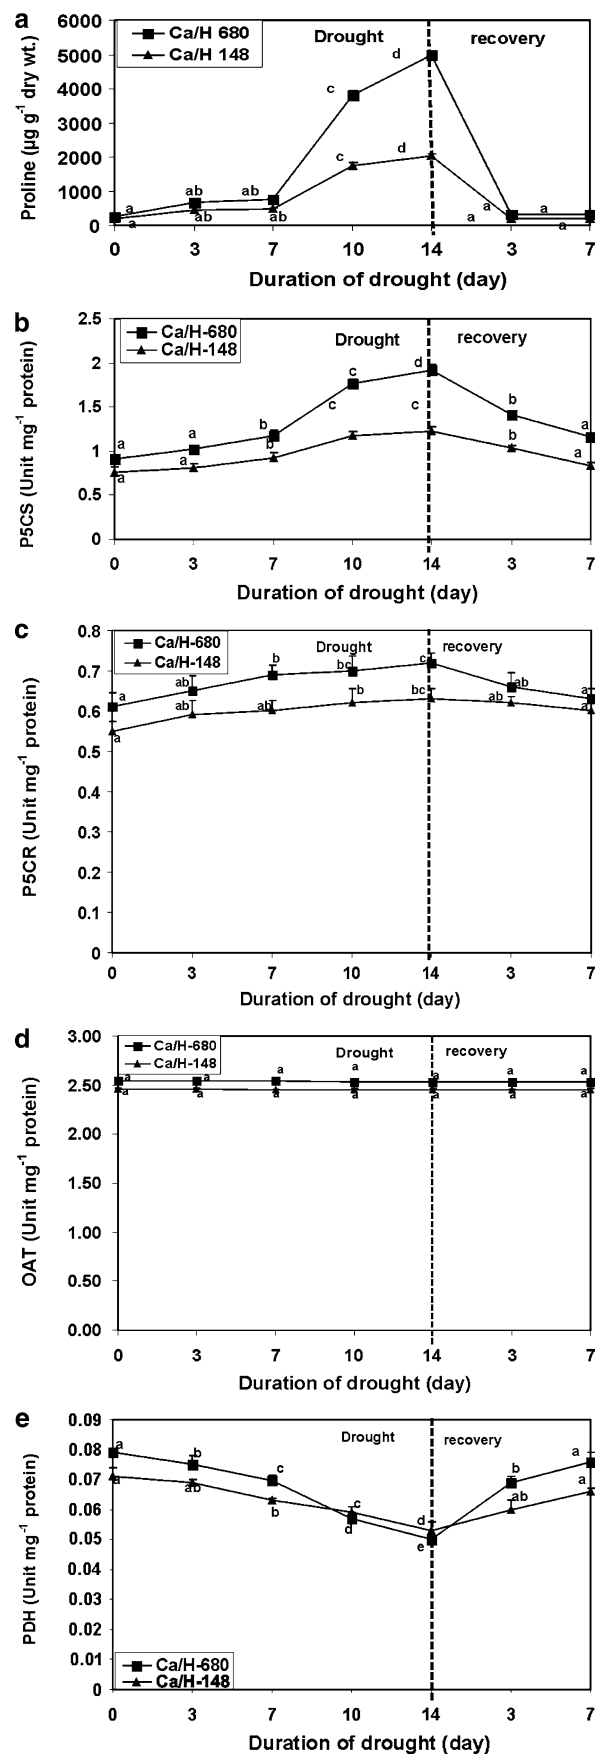 a
Ca/H 680
Ca/H 148
Drought
recovery
Proline (µg g⁻¹ dry wt.)
6000
5000
4000
3000
2000
1000
0
a ab ab c d a a
a ab ab c d a a
0 3 7 10 14 3 7
Duration of drought (day)
b
Ca/H-680
Ca/H-148
Drought
recovery
P5CS (Unit mg⁻¹ protein)
2.5
2
1.5
1
0.5
0
a a b c d b a
a a b c c b a
0 3 7 10 14 3 7
Duration of drought (day)
c
Ca/H-680
Ca/H-148
Drought
recovery
P5CR (Unit mg⁻¹ protein)
0.8
0.7
0.6
0.5
0.4
0.3
0.2
0.1
0
a ab b bc c ab a
a ab ab b bc ab a
0 3 7 10 14 3 7
Duration of drought (day)
d
Ca/H-680
Ca/H-148
Drought
recovery
OAT (Unit mg⁻¹ protein)
3.00
2.50
2.00
1.50
1.00
0.50
0.00
a a a a a a a
a a a a a a a
0 3 7 10 14 3 7
Duration of drought (day)
e
Drought
recovery
PDH (Unit mg⁻¹ protein)
0.09
0.08
0.07
0.06
0.05
0.04
0.03
0.02
0.01
0
a b c d e b a
a ab b c d ab a
Ca/H-680
Ca/H-148
0 3 7 10 14 3 7
Duration of drought (day)